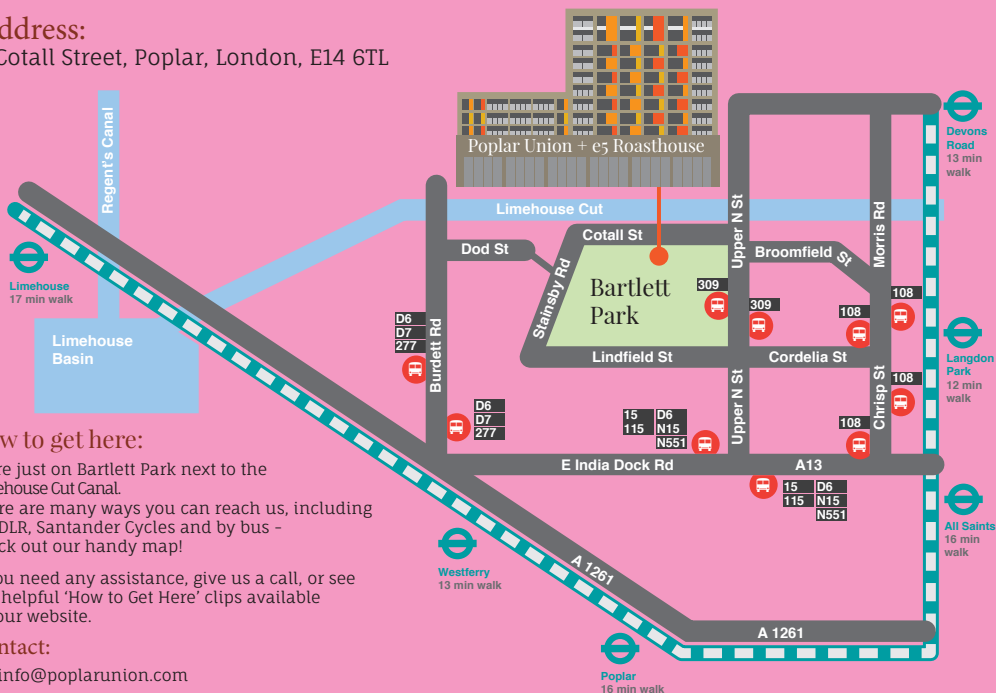 ddress:
Cotall Street, Poplar, London, E14 6TL
Regent's Canal
Poplar Union + e5 Roasthouse
Limehouse Cut
Devons
Road
13 min
walk
Cotall St
Dod St
Upper N St
Broomfield St
Morris Rd
Stainsby Rd
Bartlett
Park
Limehouse
17 min walk
Limehouse
Basin
309
309
108
108
D6
D7
277
Burdett Rd
Lindfield St
Cordelia St
Langdon
Park
12 min
walk
108
Chrisp St
108
Upper N St
D6
D7
277
15 D6
115 N15
N551
E India Dock Rd
A13
15 D6
115 N15
N551
w to get here:
re just on Bartlett Park next to the
ehouse Cut Canal.
re are many ways you can reach us, including
DLR, Santander Cycles and by bus -
ck out our handy map!
ou need any assistance, give us a call, or see
helpful 'How to Get Here' clips available
our website.
ntact:
info@poplarunion.com
Westferry
13 min walk
A 1261
All Saints
16 min
walk
A 1261
Poplar
16 min walk